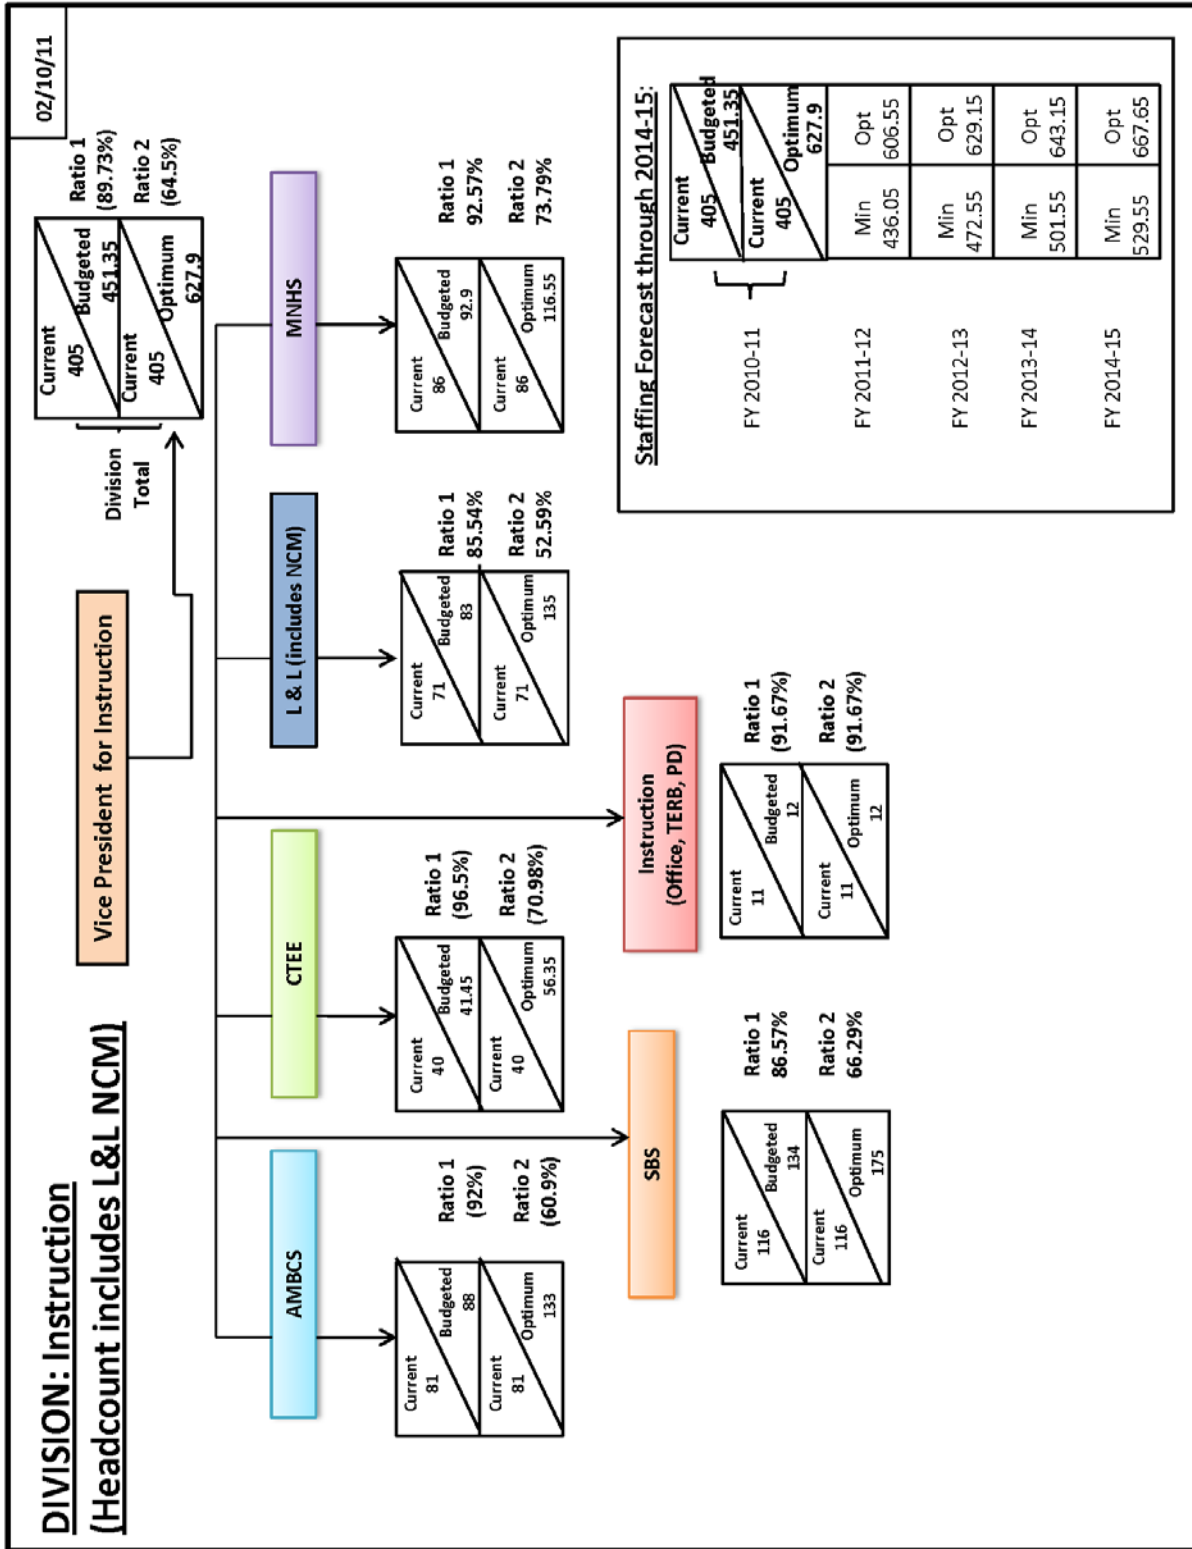 DIVISION: Instruction
(Headcount includes L&L NCM)
02/10/11
Vice President for Instruction
Division
Total
Current
405
Budgeted
451.35
Current
405
Optimum
627.9
Ratio 1
(89.73%)
Ratio 2
(64.5%)
AMBCS
Current
81
Budgeted
88
Current
81
Optimum
133
Ratio 1
(92%)
Ratio 2
(60.9%)
CTEE
Current
40
Budgeted
41.45
Current
40
Optimum
56.35
Ratio 1
(96.5%)
Ratio 2
(70.98%)
L & L (includes NCM)
Current
71
Budgeted
83
Current
71
Optimum
135
Ratio 1
85.54%
Ratio 2
52.59%
MNHS
Current
86
Budgeted
92.9
Current
86
Optimum
116.55
Ratio 1
92.57%
Ratio 2
73.79%
SBS
Current
116
Budgeted
134
Current
116
Optimum
175
Ratio 1
86.57%
Ratio 2
66.29%
Instruction
(Office, TERB, PD)
Current
11
Budgeted
12
Current
11
Optimum
12
Ratio 1
(91.67%)
Ratio 2
(91.67%)
Staffing Forecast through 2014-15:
FY 2010-11
Current
405
Budgeted
451.35
Current
405
Optimum
627.9
FY 2011-12
Min
436.05
Opt
606.55
FY 2012-13
Min
472.55
Opt
629.15
FY 2013-14
Min
501.55
Opt
643.15
FY 2014-15
Min
529.55
Opt
667.65